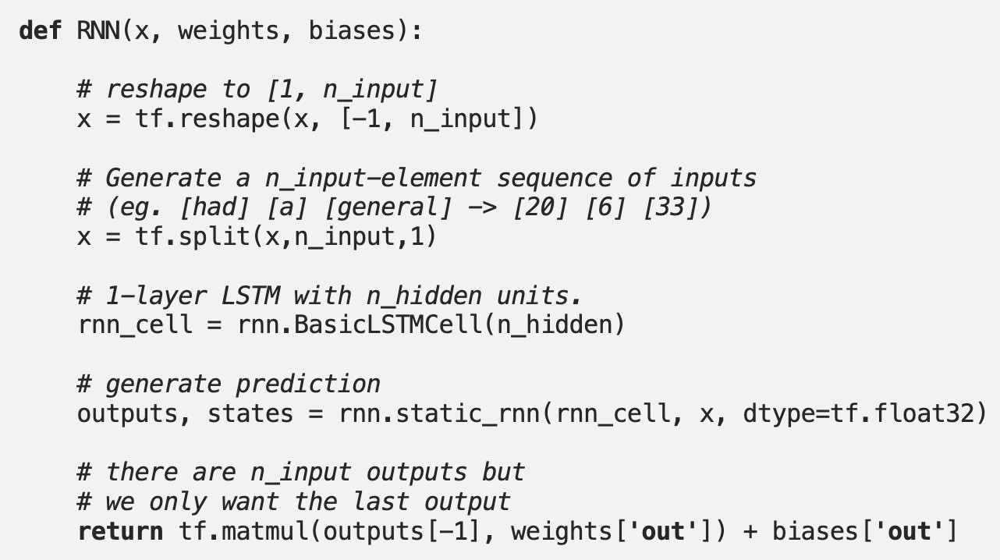 def RNN(x, weights, biases):
# reshape to [1, n_input]
x = tf.reshape(x, [-1, n_input])
# Generate a n_input-element sequence of inputs
# (eg. [had] [a] [general] -> [20] [6] [33])
x = tf.split(x,n_input,1)
# 1-layer LSTM with n_hidden units.
rnn_cell = rnn.BasicLSTMCell(n_hidden)
# generate prediction
outputs, states = rnn.static_rnn(rnn_cell, x, dtype=tf.float32)
# there are n_input outputs but
# we only want the last output
return tf.matmul(outputs[-1], weights['out']) + biases['out']